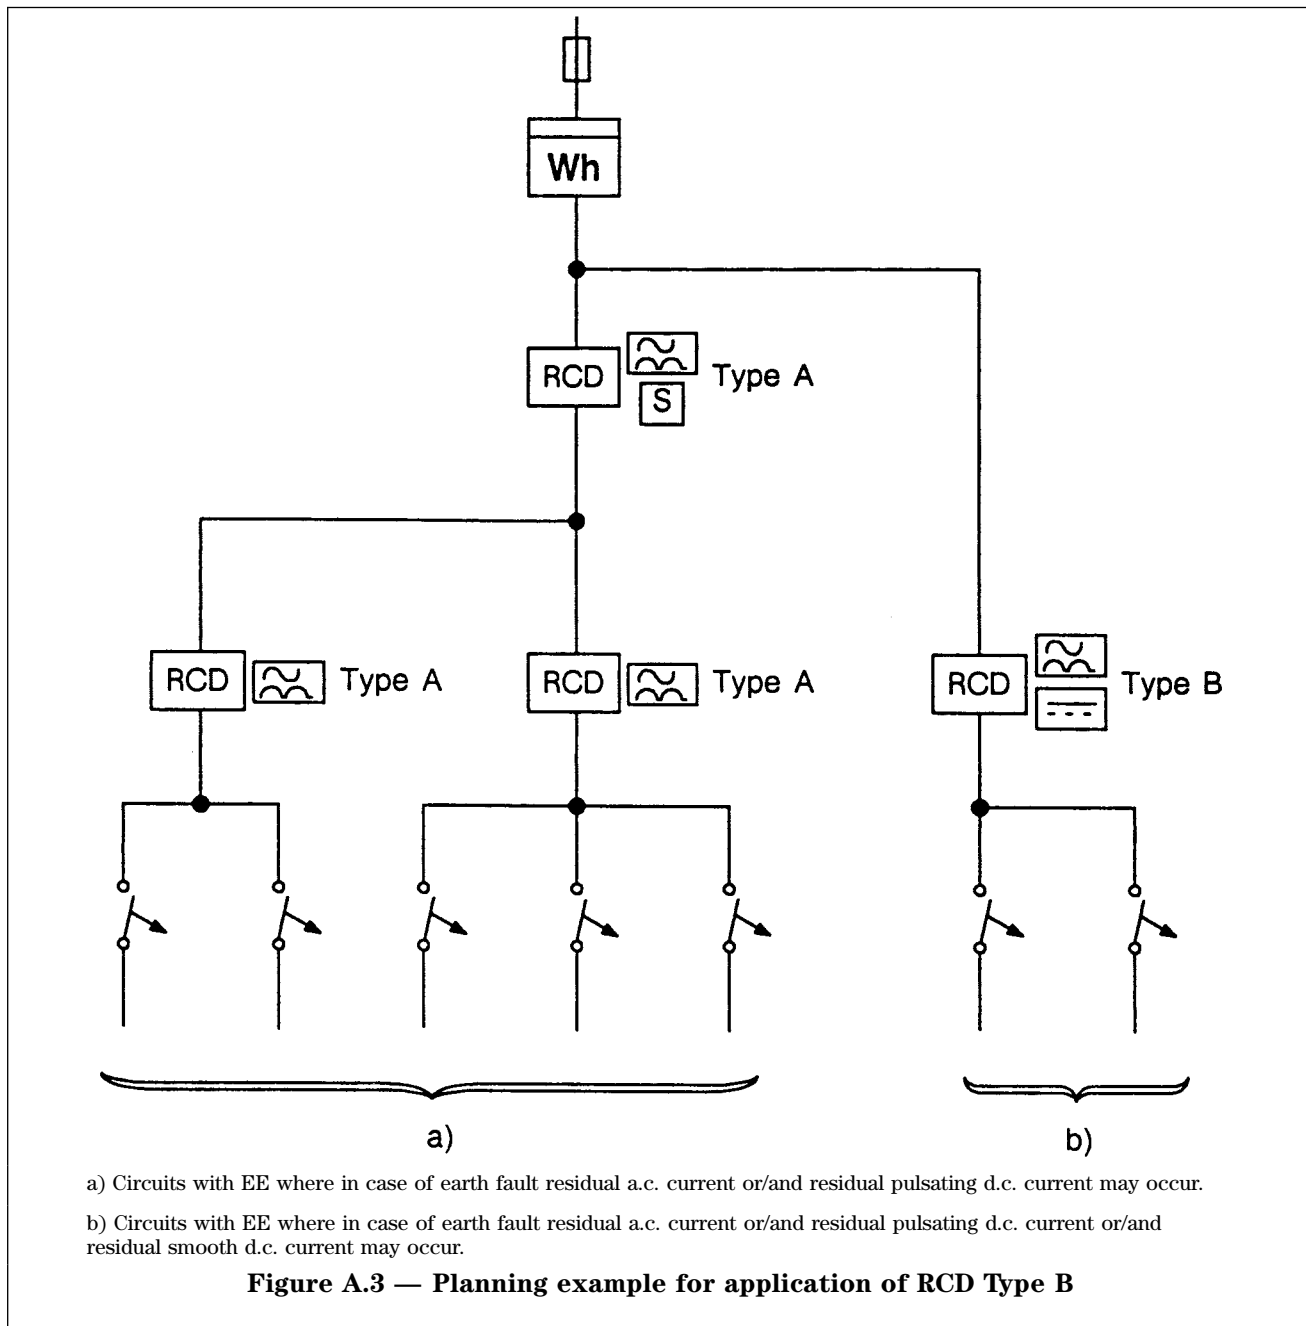 Wh
RCD
S
Type A
RCD
Type A
RCD
Type A
RCD
Type B
a)
b)
a) Circuits with EE where in case of earth fault residual a.c. current or/and residual pulsating d.c. current may occur.
b) Circuits with EE where in case of earth fault residual a.c. current or/and residual pulsating d.c. current or/and
residual smooth d.c. current may occur.
Figure A.3 — Planning example for application of RCD Type B